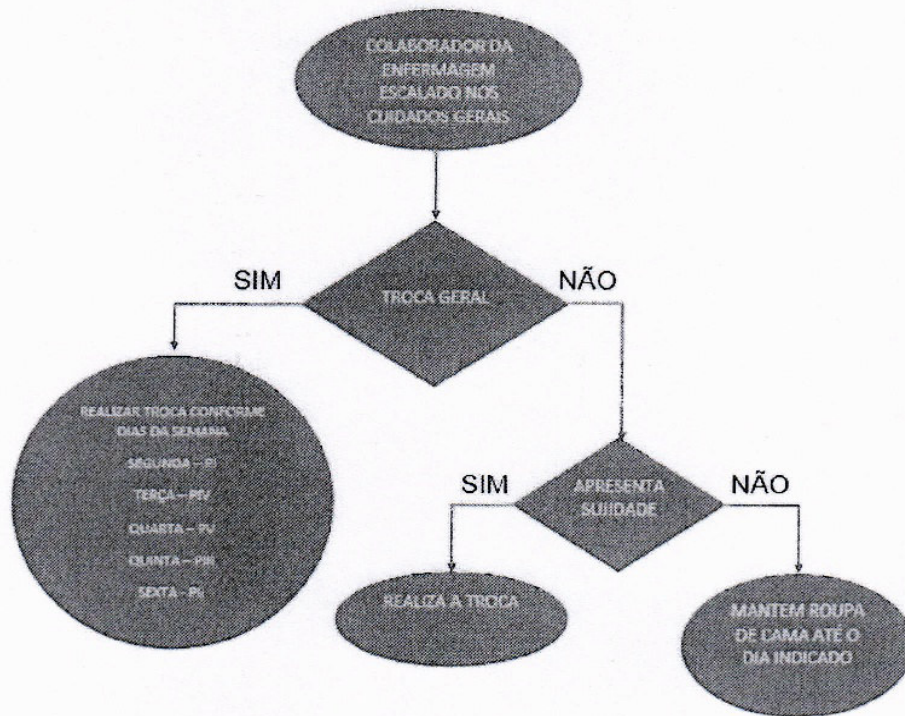 COLABORADOR DA
ENFERMAGEM
ESCALADO NOS
CUIDADOS GERAIS
TROCA GERAL
SIM
NÃO
REALIZAR TROCA CONFORME
DIAS DA SEMANA
SEGUNDA – PI
TERÇA – PIV
QUARTA – PV
QUINTA – PIII
SEXTA – PII
APRESENTA
SUJIDADE
SIM
NÃO
REALIZA A TROCA
MANTEM ROUPA
DE CAMA ATÉ O
DIA INDICADO